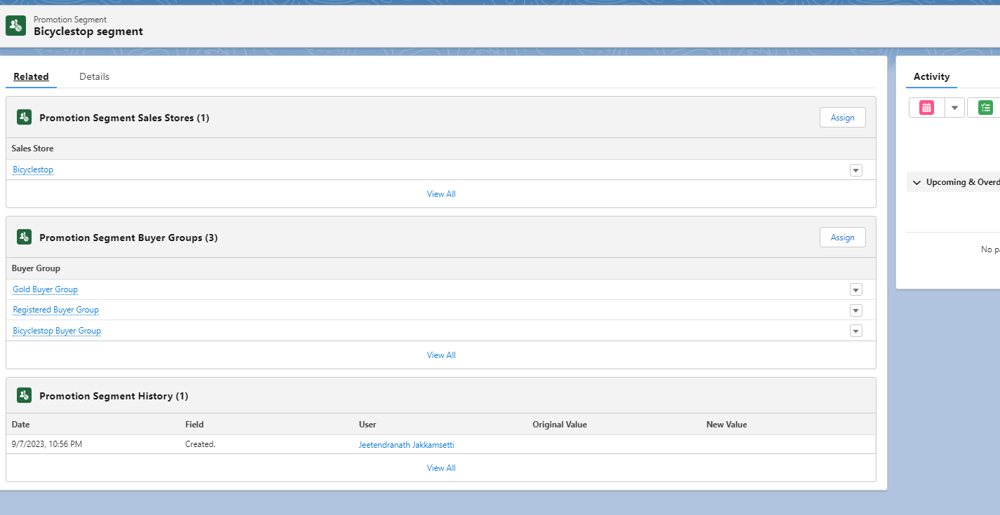 Promotion Segment
Bicyclestop segment
Related Details
Promotion Segment Sales Stores (1) Assign
Sales Store
Bicyclestop
View All
Promotion Segment Buyer Groups (3) Assign
Buyer Group
Gold Buyer Group
Registered Buyer Group
Bicyclestop Buyer Group
View All
Promotion Segment History (1)
Date Field User Original Value New Value
9/7/2023, 10:56 PM Created. Jeetendranath Jakkamsetti
View All
Activity
Upcoming & Overd
No